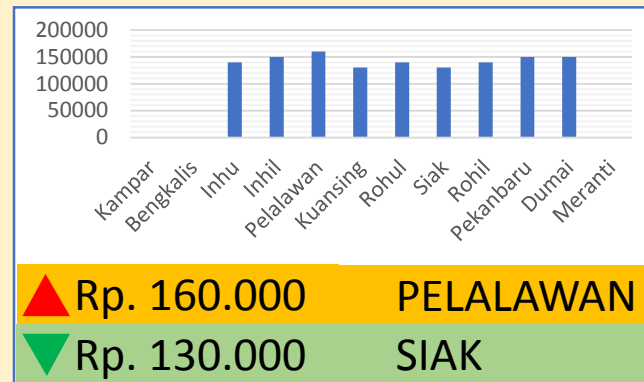 200000
150000
100000
50000
0
Kampar
Bengkalis
Inhu
Inhil
Pelalawan
Kuansing
Rohul
Siak
Rohil
Pekanbaru
Dumai
Meranti
Rp. 160.000 PELALAWAN
Rp. 130.000 SIAK